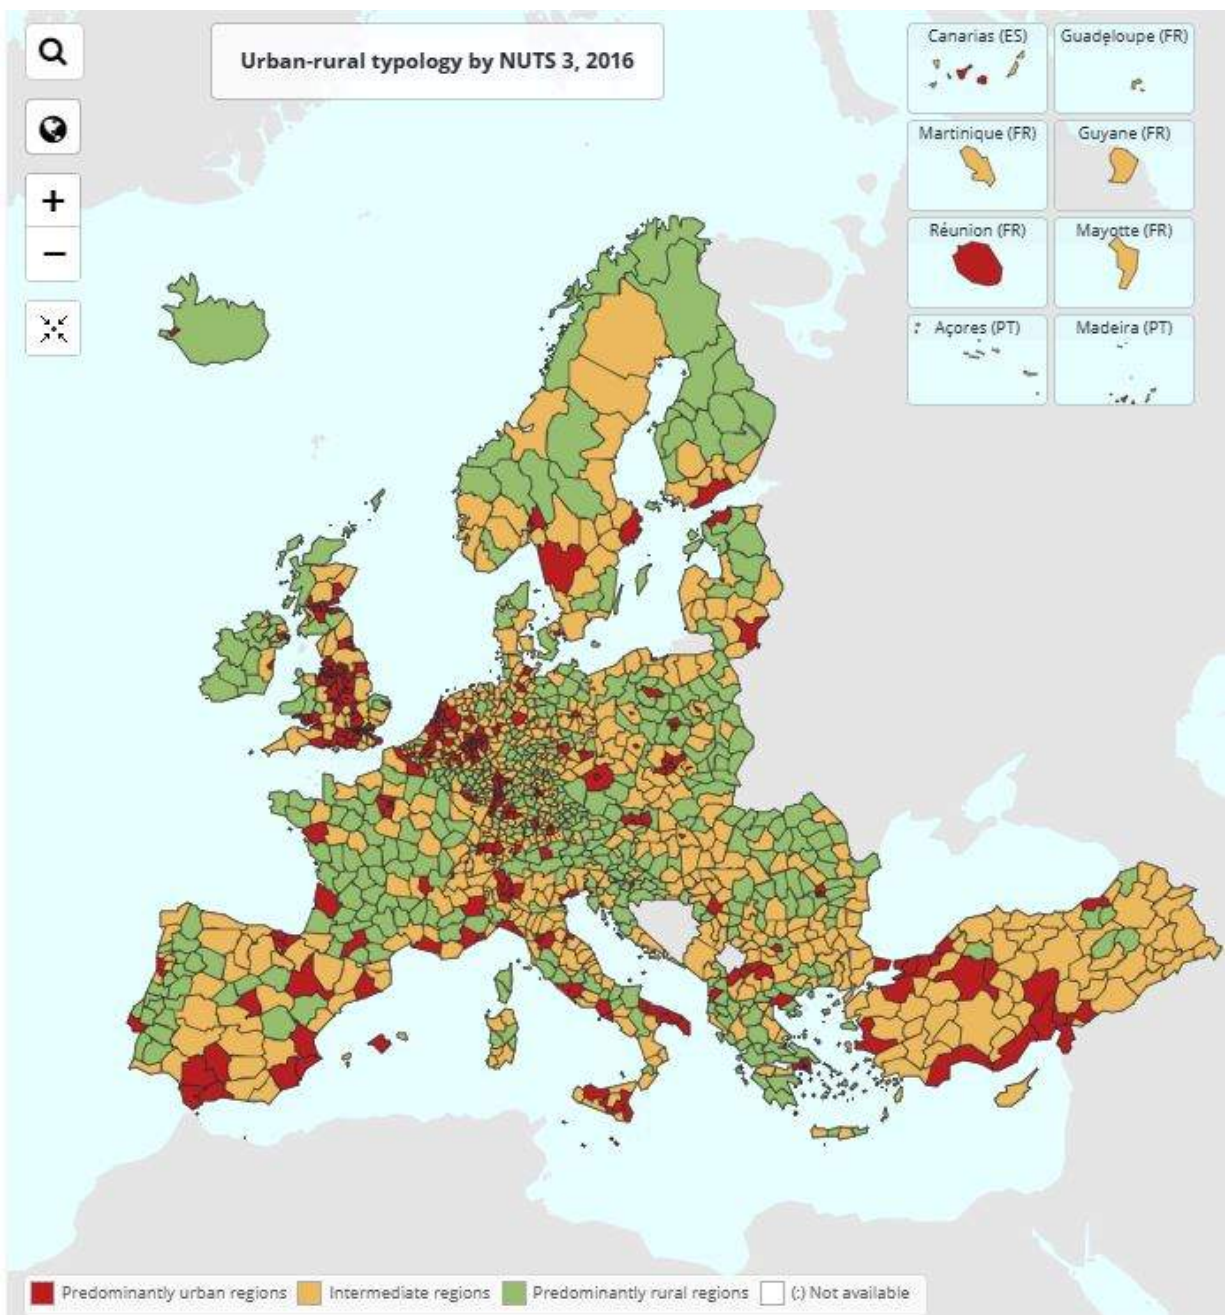 Urban-rural typology by NUTS 3, 2016
Canarias (ES)
Guadeloupe (FR)
Martinique (FR)
Guyane (FR)
Réunion (FR)
Mayotte (FR)
Açores (PT)
Madeira (PT)
+
−
Predominantly urban regions
Intermediate regions
Predominantly rural regions
(:) Not available